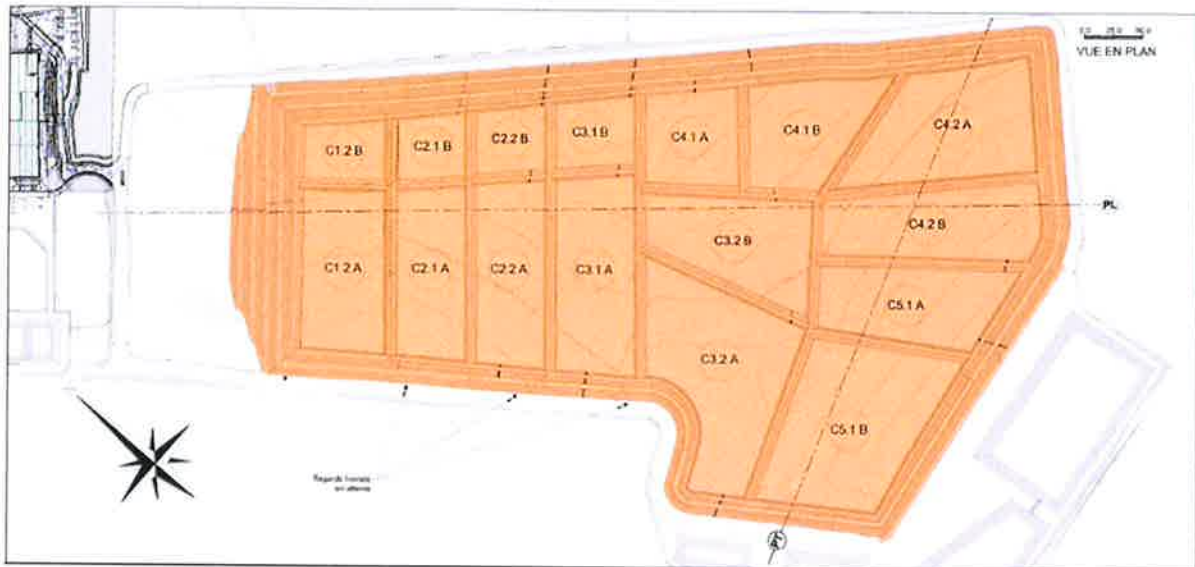 VUE EN PLAN
C1.2 B
C2.1 B
C2.2 B
C3.1 B
C4.1 A
C4.1 B
C4.2 A
PL
C3.2 B
C4.2 B
C1.2 A
C2.1 A
C2.2 A
C3.1 A
C5.1 A
C3.2 A
C5.1 B